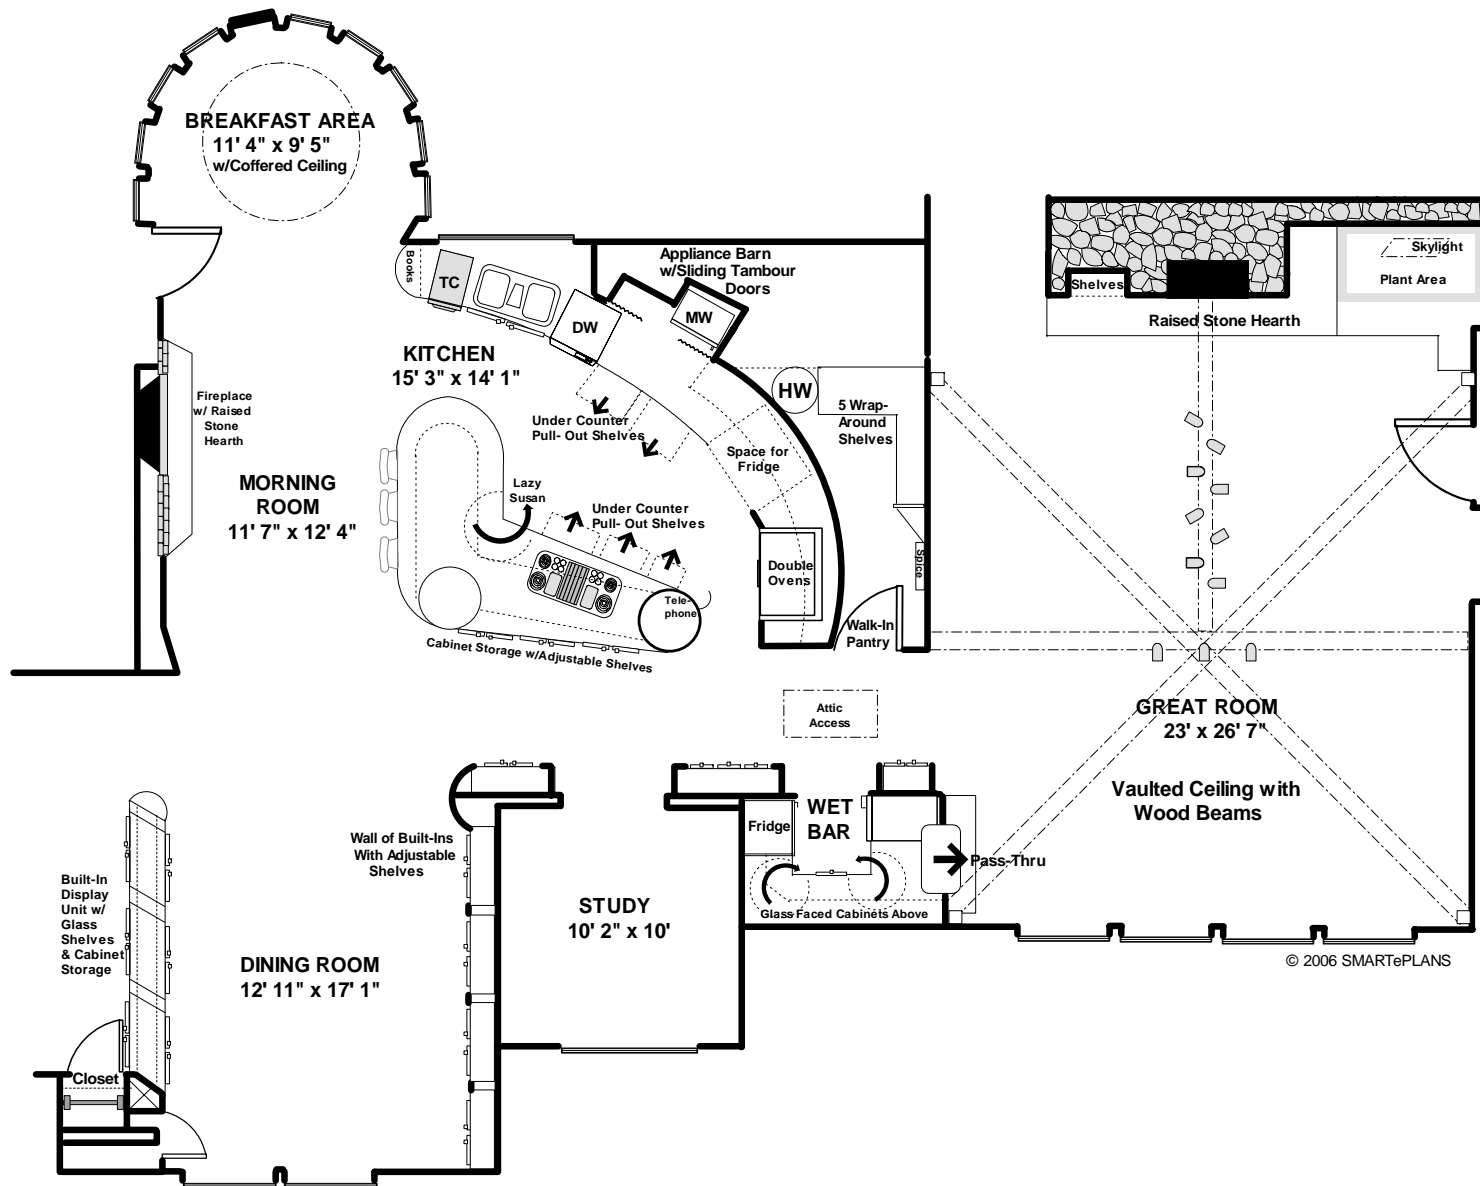 BREAKFAST AREA
11' 4" x 9' 5"
w/Coffered Ceiling
Books
TC
DW
MW
Appliance Barn
w/Sliding Tambour
Doors
KITCHEN
15' 3" x 14' 1"
Under Counter
Pull- Out Shelves
HW
5 Wrap-
Around
Shelves
Space for
Fridge
Fireplace
w/ Raised
Stone
Hearth
MORNING
ROOM
11' 7" x 12' 4"
Lazy
Susan
Under Counter
Pull- Out Shelves
Double
Ovens
Spice
Tele-
phone
Walk-In
Pantry
Cabinet Storage w/Adjustable Shelves
Skylight
Plant Area
Shelves
Raised Stone Hearth
Attic
Access
GREAT ROOM
23' x 26' 7"
Vaulted Ceiling with
Wood Beams
WET
BAR
Fridge
Pass-Thru
Glass Faced Cabinets Above
Wall of Built-Ins
With Adjustable
Shelves
STUDY
10' 2" x 10'
Built-In
Display
Unit w/
Glass
Shelves
& Cabinet
Storage
DINING ROOM
12' 11" x 17' 1"
Closet
© 2006 SMARTePLANS